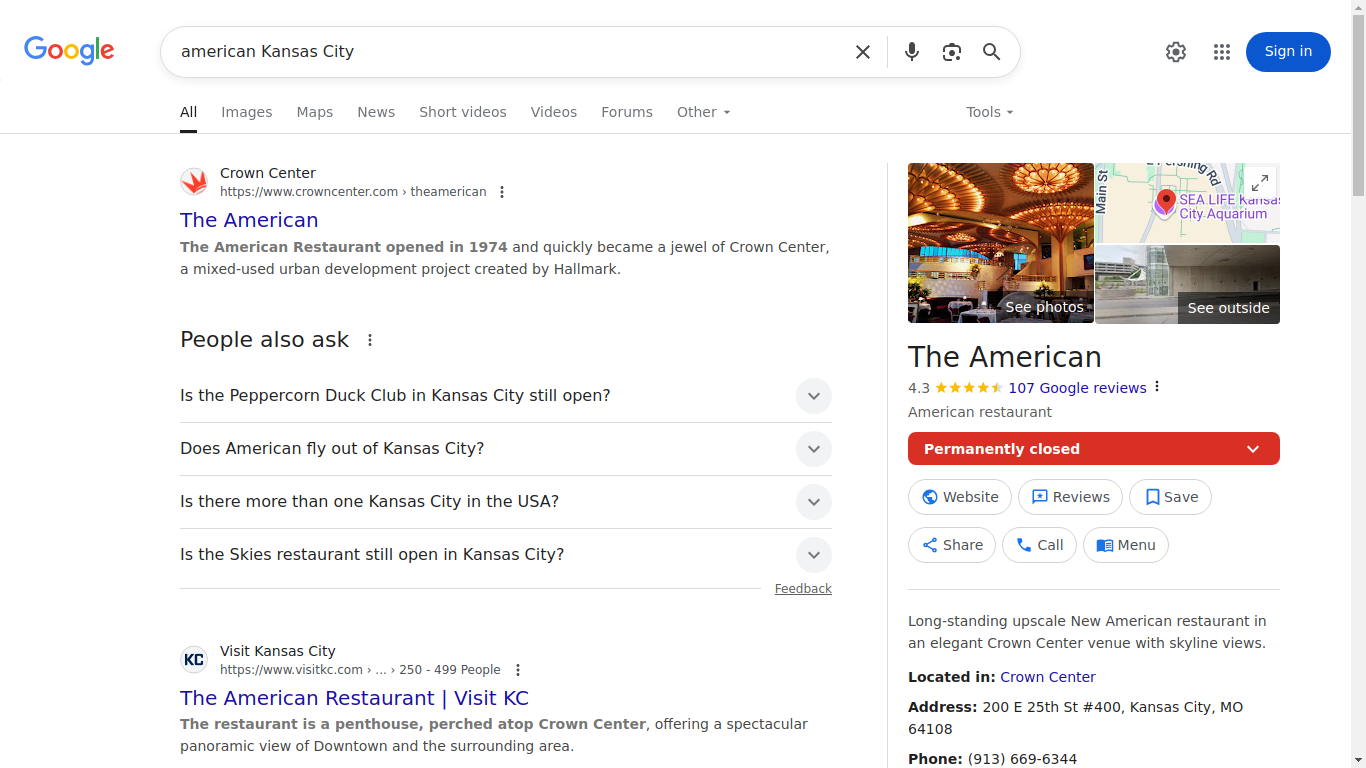 Google
american Kansas City
Sign in
All
Images
Maps
News
Short videos
Videos
Forums
Other
Tools
Crown Center
https://www.crowncenter.com › theamerican
The American
The American Restaurant opened in 1974 and quickly became a jewel of Crown Center,
a mixed-used urban development project created by Hallmark.
People also ask
Is the Peppercorn Duck Club in Kansas City still open?
Does American fly out of Kansas City?
Is there more than one Kansas City in the USA?
Is the Skies restaurant still open in Kansas City?
Feedback
KC
Visit Kansas City
https://www.visitkc.com › ... › 250 - 499 People
The American Restaurant | Visit KC
The restaurant is a penthouse, perched atop Crown Center, offering a spectacular
panoramic view of Downtown and the surrounding area.
See photos
Main St
E Pershing Rd
SEA LIFE Kansas
City Aquarium
See outside
The American
4.3
107 Google reviews
American restaurant
Permanently closed
Website
Reviews
Save
Share
Call
Menu
Long-standing upscale New American restaurant in
an elegant Crown Center venue with skyline views.
Located in: Crown Center
Address: 200 E 25th St #400, Kansas City, MO
64108
Phone: (913) 669-6344